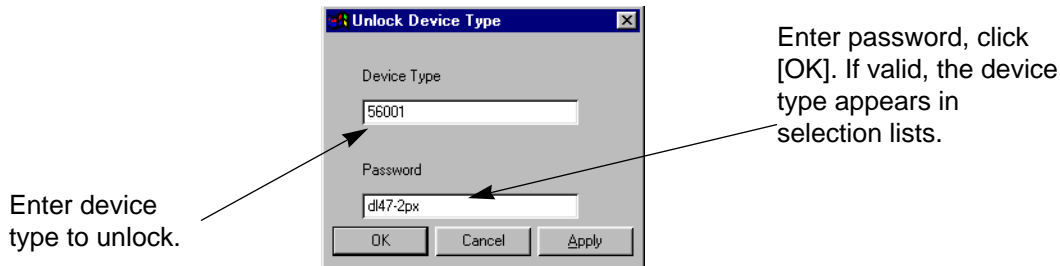 Unlock Device Type
Device Type
56001
Password
dl47-2px
OK Cancel Apply
Enter device
type to unlock.
Enter password, click
[OK]. If valid, the device
type appears in
selection lists.